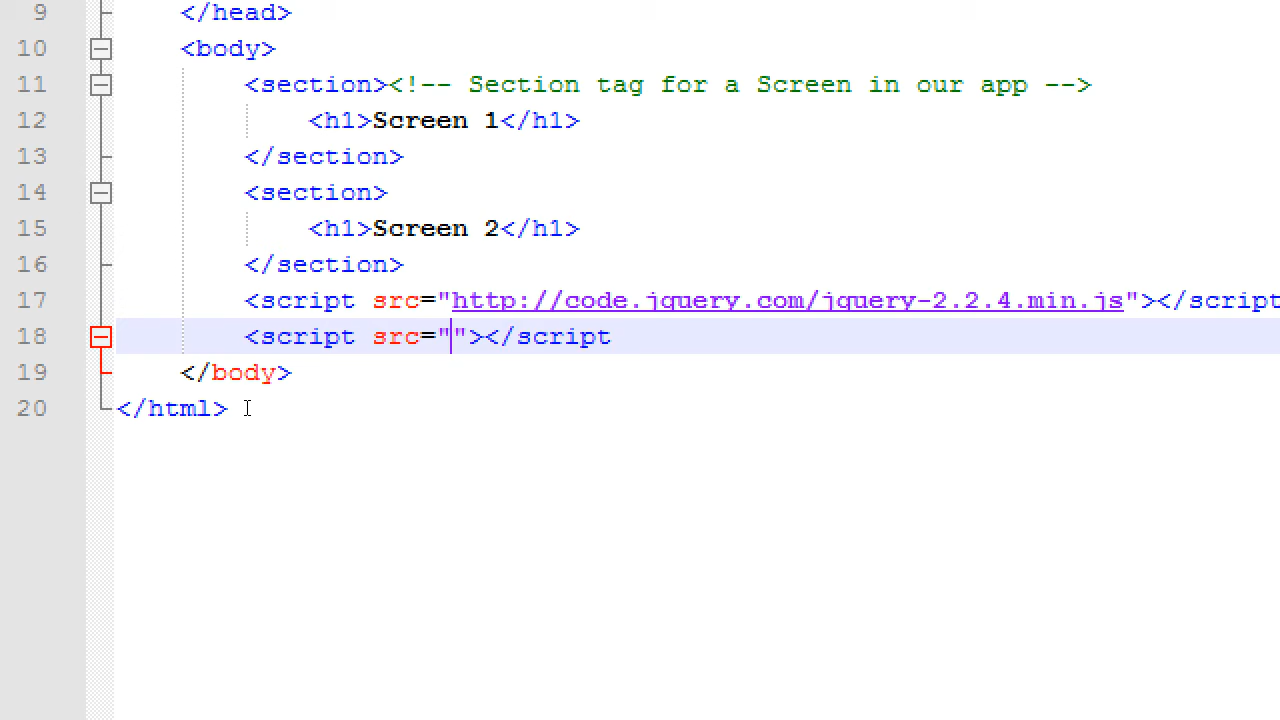 9 </head>
10 <body>
11 <section><!-- Section tag for a Screen in our app -->
12 <h1>Screen 1</h1>
13 </section>
14 <section>
15 <h1>Screen 2</h1>
16 </section>
17 <script src="http://code.jquery.com/jquery-2.2.4.min.js"></script
18 <script src=""></script
19 </body>
20 </html>